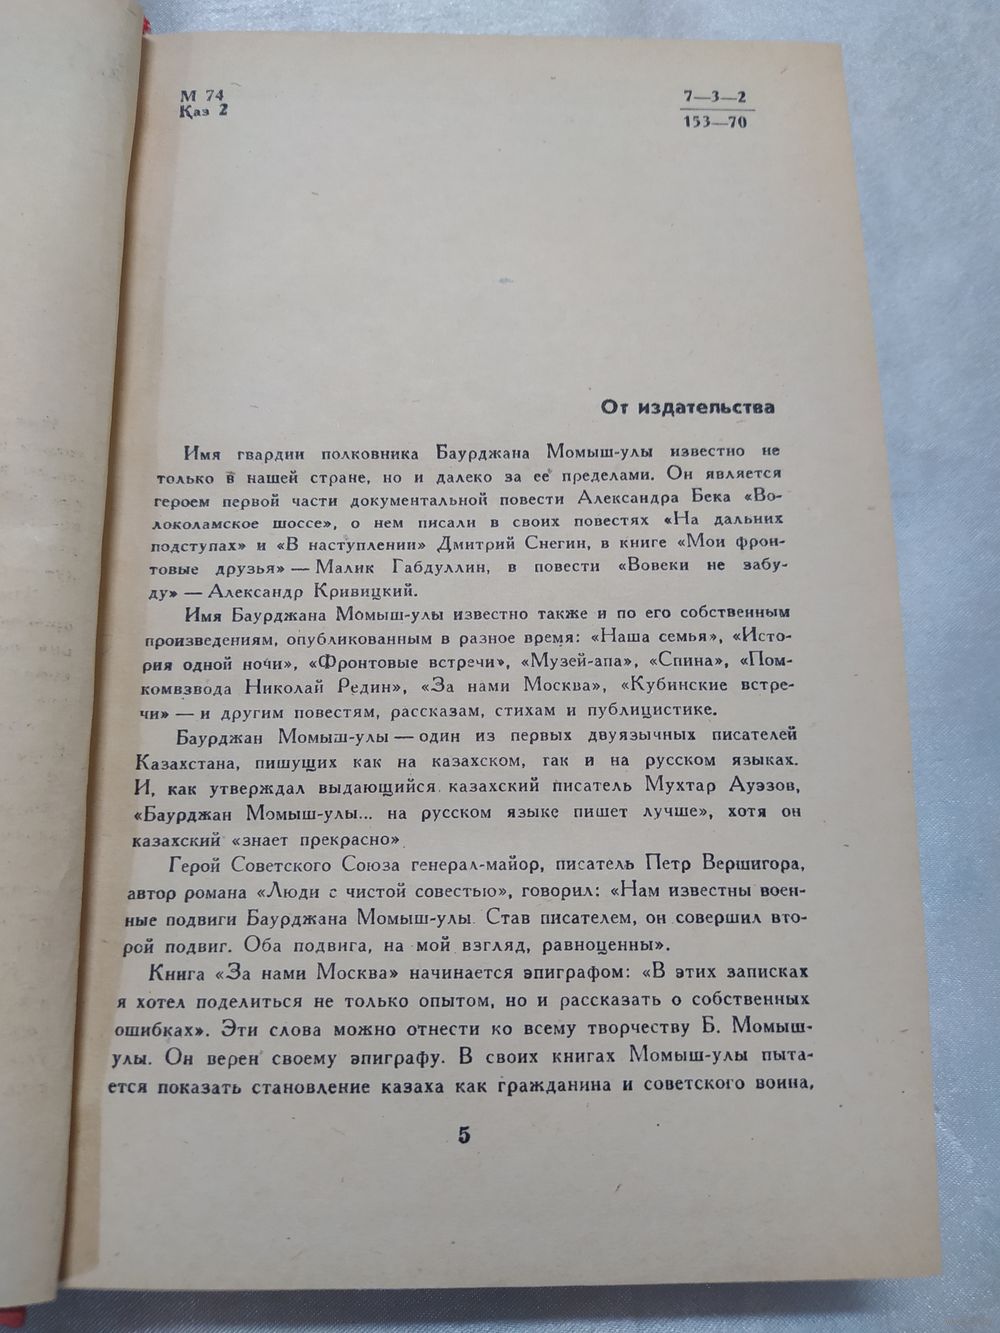 М 74
Каз 2
7—3—2
153—70
От издательства
Имя гвардии полковника Баурджана Момыш-улы известно не
только в нашей стране, но и далеко за ее пределами. Он является
героем первой части документальной повести Александра Бека «Во-
локоламское шоссе», о нем писали в своих повестях «На дальних
подступах» и «В наступлении» Дмитрий Снегин, в книге «Мои фрон-
товые друзья» — Малик Габдуллин, в повести «Вовеки не забу-
ду» — Александр Кривицкий.
Имя Баурджана Момыш-улы известно также и по его собственным
произведениям, опубликованным в разное время: «Наша семья», «Исто-
рия одной ночи», «Фронтовые встречи», «Музей-апа», «Спина», «Пом-
комвзвода Николай Редин», «За нами Москва», «Кубинские встре-
чи» — и другим повестям, рассказам, стихам и публицистике.
Баурджан Момыш-улы — один из первых двуязычных писателей
Казахстана, пишущих как на казахском, так и на русском языках.
И, как утверждал выдающийся казахский писатель Мухтар Ауэзов,
«Баурджан Момыш-улы... на русском языке пишет лучше», хотя он
казахский «знает прекрасно».
Герой Советского Союза генерал-майор, писатель Петр Вершигора,
автор романа «Люди с чистой совестью», говорил: «Нам известны воен-
ные подвиги Баурджана Момыш-улы. Став писателем, он совершил вто-
рой подвиг. Оба подвига, на мой взгляд, равноценны».
Книга «За нами Москва» начинается эпиграфом: «В этих записках
я хотел поделиться не только опытом, но и рассказать о собственных
ошибках». Эти слова можно отнести ко всему творчеству Б. Момыш-
улы. Он верен своему эпиграфу. В своих книгах Момыш-улы пыта-
ется показать становление казаха как гражданина и советского воина,
5